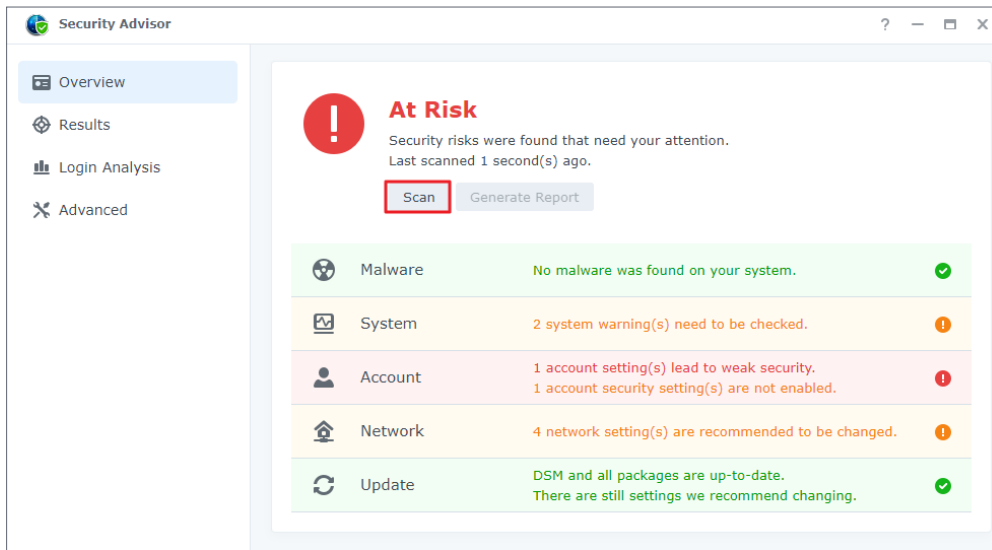 Security Advisor
Overview
Results
Login Analysis
Advanced
At Risk
Security risks were found that need your attention.
Last scanned 1 second(s) ago.
Scan Generate Report
Malware No malware was found on your system.
System 2 system warning(s) need to be checked.
Account 1 account setting(s) lead to weak security.
1 account security setting(s) are not enabled.
Network 4 network setting(s) are recommended to be changed.
Update DSM and all packages are up-to-date.
There are still settings we recommend changing.